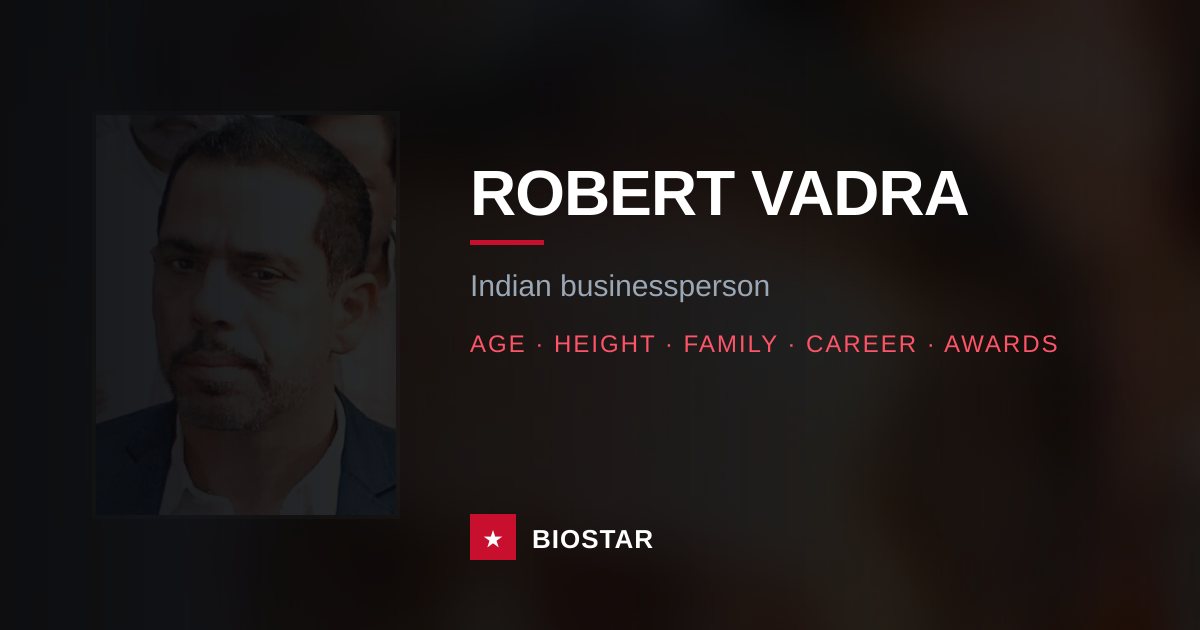 ROBERT VADRA
Indian businessperson
AGE · HEIGHT · FAMILY · CAREER · AWARDS
BIOSTAR